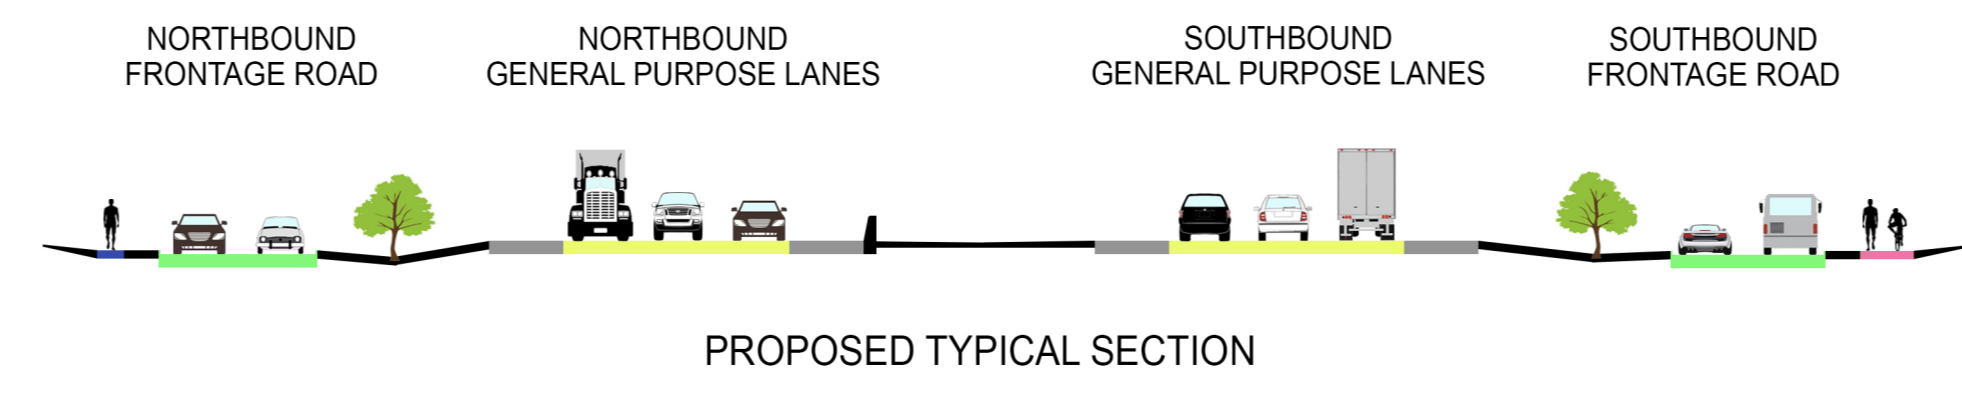 NORTHBOUND
FRONTAGE ROAD
NORTHBOUND
GENERAL PURPOSE LANES
SOUTHBOUND
GENERAL PURPOSE LANES
SOUTHBOUND
FRONTAGE ROAD
PROPOSED TYPICAL SECTION